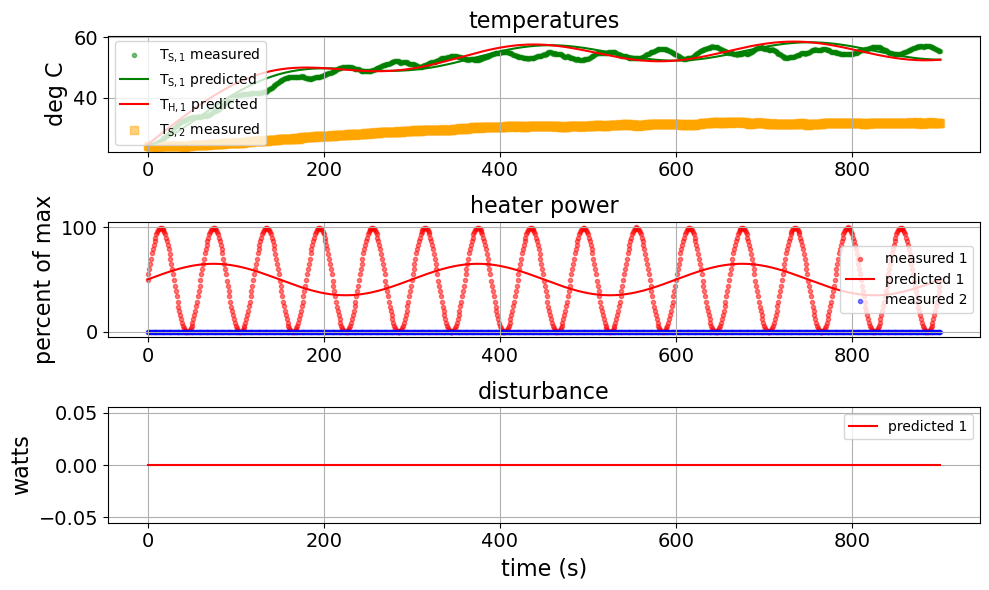 temperatures
deg C
60
40
T_S,1 measured
T_S,1 predicted
T_H,1 predicted
T_S,2 measured
0 200 400 600 800
heater power
percent of max
100
0
measured 1
predicted 1
measured 2
0 200 400 600 800
disturbance
watts
0.05
0.00
−0.05
predicted 1
0 200 400 600 800
time (s)